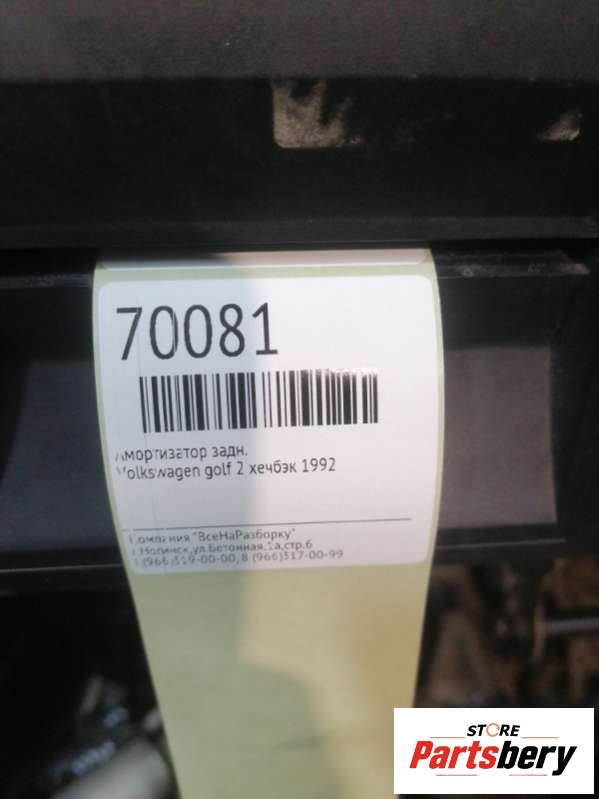 70081
Амортизатор задн.
Volkswagen golf 2 хечбэк 1992
Компания "ВсеНаРазборку"
г.Ногинск,ул.Бетонная,1а,стр.6
8 (966)319-00-00, 8 (966)317-00-99
STORE
Partsbery